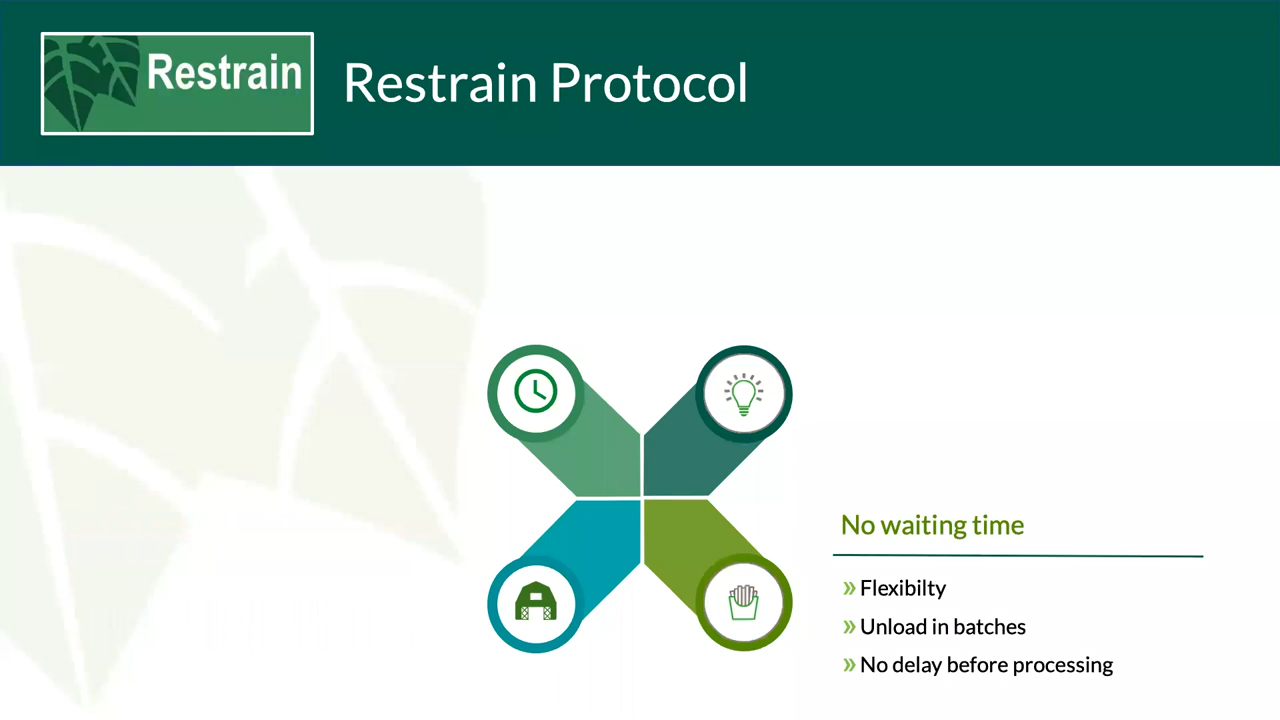 Restrain
Restrain Protocol
No waiting time
» Flexibilty
» Unload in batches
» No delay before processing